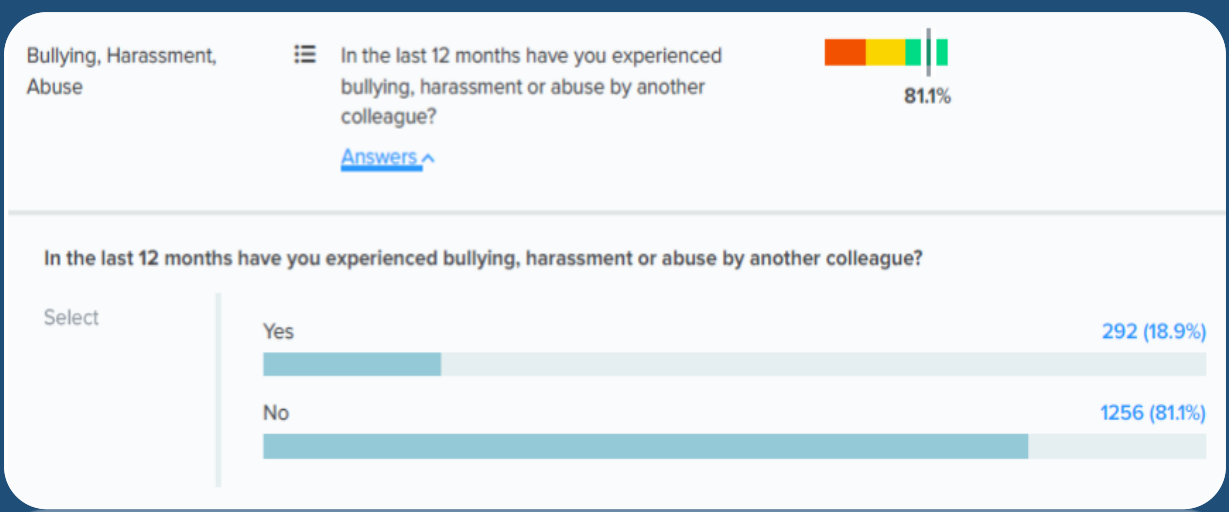 Bullying, Harassment,
Abuse
In the last 12 months have you experienced
bullying, harassment or abuse by another
colleague?
Answers
81.1%
In the last 12 months have you experienced bullying, harassment or abuse by another colleague?
Select
Yes 292 (18.9%)
No 1256 (81.1%)